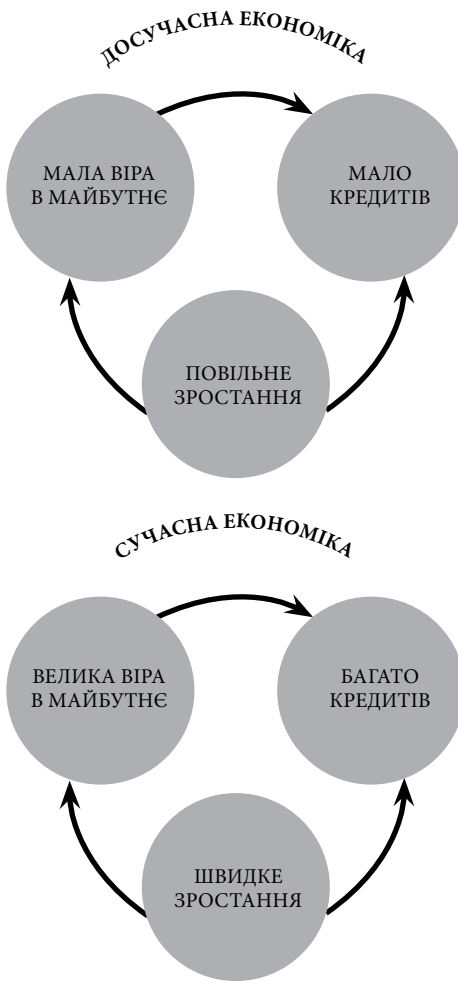 ДОСУЧАСНА ЕКОНОМІКА
МАЛА ВІРА
В МАЙБУТНЄ
МАЛО
КРЕДИТІВ
ПОВІЛЬНЕ
ЗРОСТАННЯ
СУЧАСНА ЕКОНОМІКА
ВЕЛИКА ВІРА
В МАЙБУТНЄ
БАГАТО
КРЕДИТІВ
ШВИДКЕ
ЗРОСТАННЯ